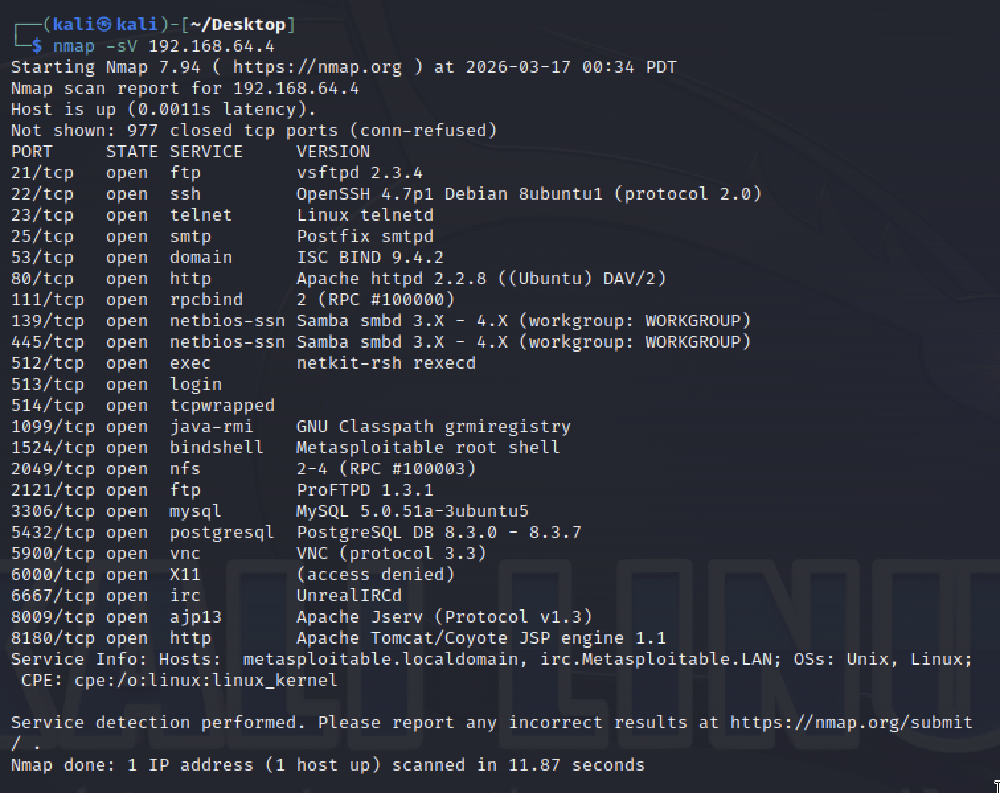 ┌──(kali㉿kali)-[~/Desktop]
└─$ nmap -sV 192.168.64.4
Starting Nmap 7.94 ( https://nmap.org ) at 2026-03-17 00:34 PDT
Nmap scan report for 192.168.64.4
Host is up (0.0011s latency).
Not shown: 977 closed tcp ports (conn-refused)
PORT     STATE SERVICE     VERSION
21/tcp   open  ftp         vsftpd 2.3.4
22/tcp   open  ssh         OpenSSH 4.7p1 Debian 8ubuntu1 (protocol 2.0)
23/tcp   open  telnet      Linux telnetd
25/tcp   open  smtp        Postfix smtpd
53/tcp   open  domain      ISC BIND 9.4.2
80/tcp   open  http        Apache httpd 2.2.8 ((Ubuntu) DAV/2)
111/tcp  open  rpcbind     2 (RPC #100000)
139/tcp  open  netbios-ssn Samba smbd 3.X - 4.X (workgroup: WORKGROUP)
445/tcp  open  netbios-ssn Samba smbd 3.X - 4.X (workgroup: WORKGROUP)
512/tcp  open  exec        netkit-rsh rexecd
513/tcp  open  login
514/tcp  open  tcpwrapped
1099/tcp open  java-rmi    GNU Classpath grmiregistry
1524/tcp open  bindshell   Metasploitable root shell
2049/tcp open  nfs         2-4 (RPC #100003)
2121/tcp open  ftp         ProFTPD 1.3.1
3306/tcp open  mysql       MySQL 5.0.51a-3ubuntu5
5432/tcp open  postgresql  PostgreSQL DB 8.3.0 - 8.3.7
5900/tcp open  vnc         VNC (protocol 3.3)
6000/tcp open  X11         (access denied)
6667/tcp open  irc         UnrealIRCd
8009/tcp open  ajp13       Apache Jserv (Protocol v1.3)
8180/tcp open  http        Apache Tomcat/Coyote JSP engine 1.1
Service Info: Hosts:  metasploitable.localdomain, irc.Metasploitable.LAN; OSs: Unix, Linux;
 CPE: cpe:/o:linux:linux_kernel

Service detection performed. Please report any incorrect results at https://nmap.org/submit
/ .
Nmap done: 1 IP address (1 host up) scanned in 11.87 seconds